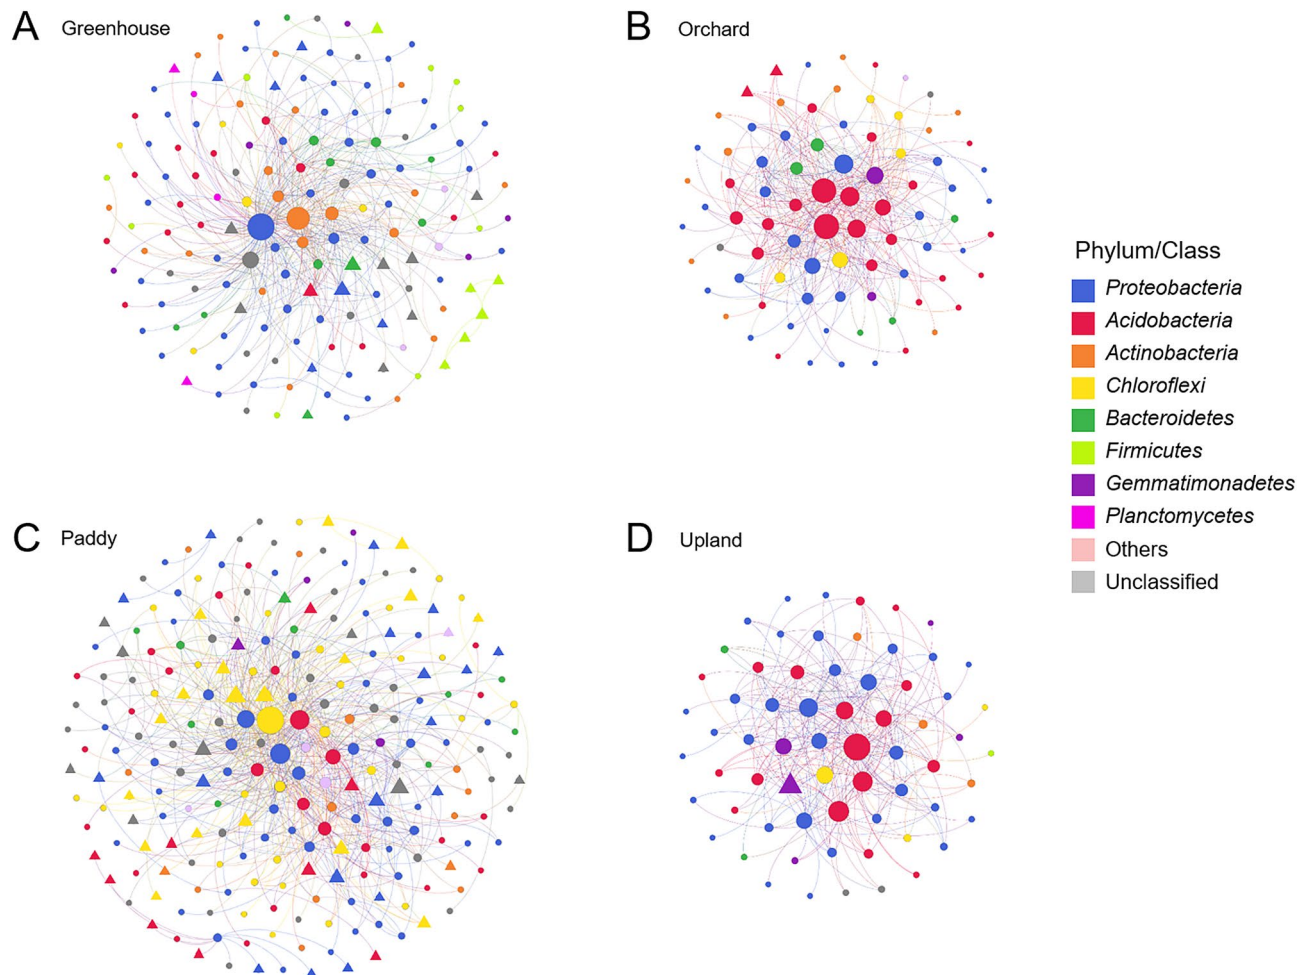 A Greenhouse
B Orchard
Phylum/Class
Proteobacteria
Acidobacteria
Actinobacteria
Chloroflexi
Bacteroidetes
Firmicutes
Gemmatimonadetes
Planctomycetes
Others
Unclassified
C Paddy
D Upland